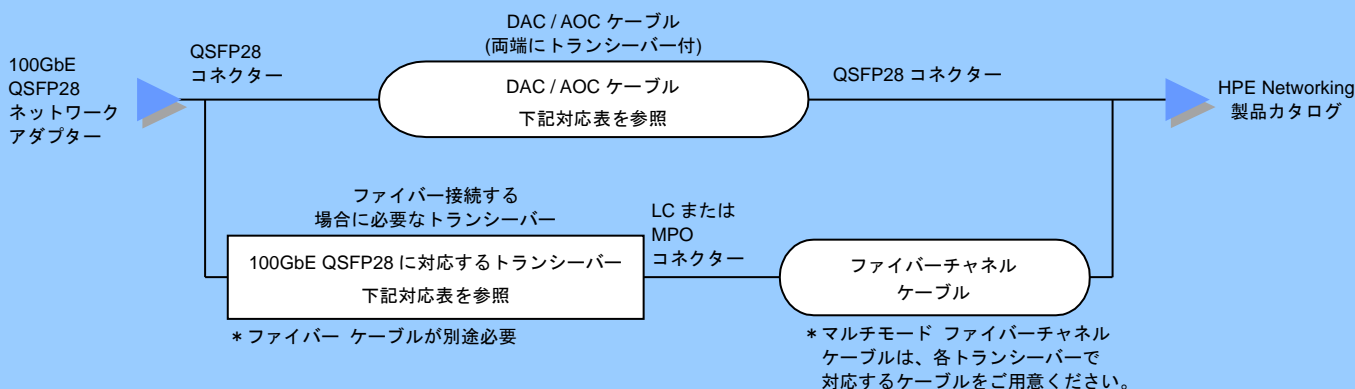 100GbE
QSFP28
ネットワーク
アダプター
QSFP28
コネクター
DAC / AOC ケーブル
(両端にトランシーバー付)
DAC / AOC ケーブル
下記対応表を参照
QSFP28 コネクター
HPE Networking
製品カタログ
ファイバー接続する
場合に必要なトランシーバー
100GbE QSFP28 に対応するトランシーバー
下記対応表を参照
＊ファイバー ケーブルが別途必要
LC または
MPO
コネクター
ファイバーチャネル
ケーブル
＊マルチモード ファイバーチャネル
ケーブルは、各トランシーバーで
対応するケーブルをご用意ください。